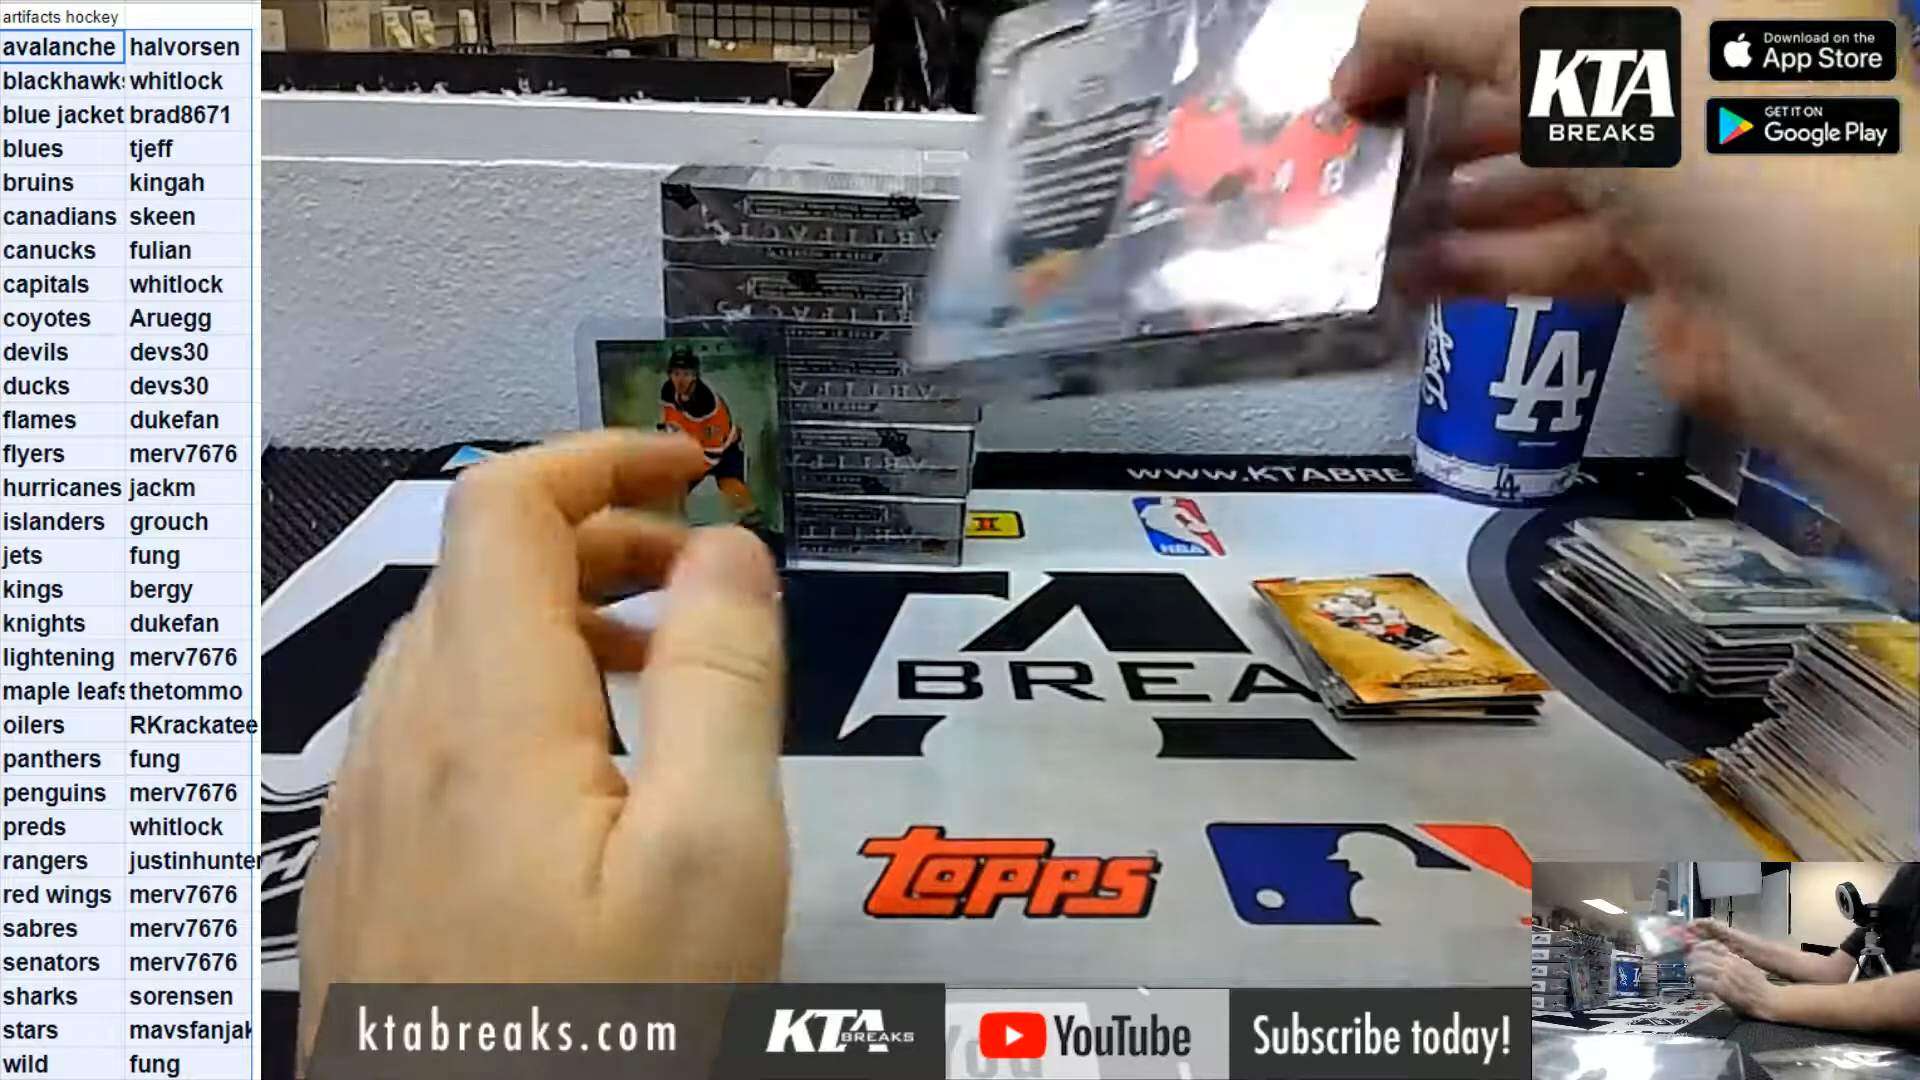 artifacts hockey
avalanche halvorsen
blackhawks whitlock
blue jacket brad8671
blues tjeff
bruins kingah
canadians skeen
canucks fulian
capitals whitlock
coyotes Aruegg
devils devs30
ducks devs30
flames dukefan
flyers merv7676
hurricanes jackm
islanders grouch
jets fung
kings bergy
knights dukefan
lightening merv7676
maple leafs thetommo
oilers RKrackatee
panthers fung
penguins merv7676
preds whitlock
rangers justinhunter
red wings merv7676
sabres merv7676
senators merv7676
sharks sorensen
stars mavsfanjak
wild fung
KTA
BREAKS
Download on the
App Store
GET IT ON
Google Play
ARTIFACTS
LA
www.KTABRE
NBA
BREA
TOPPS
ktabreaks.com
KTA BREAKS
YouTube
Subscribe today!